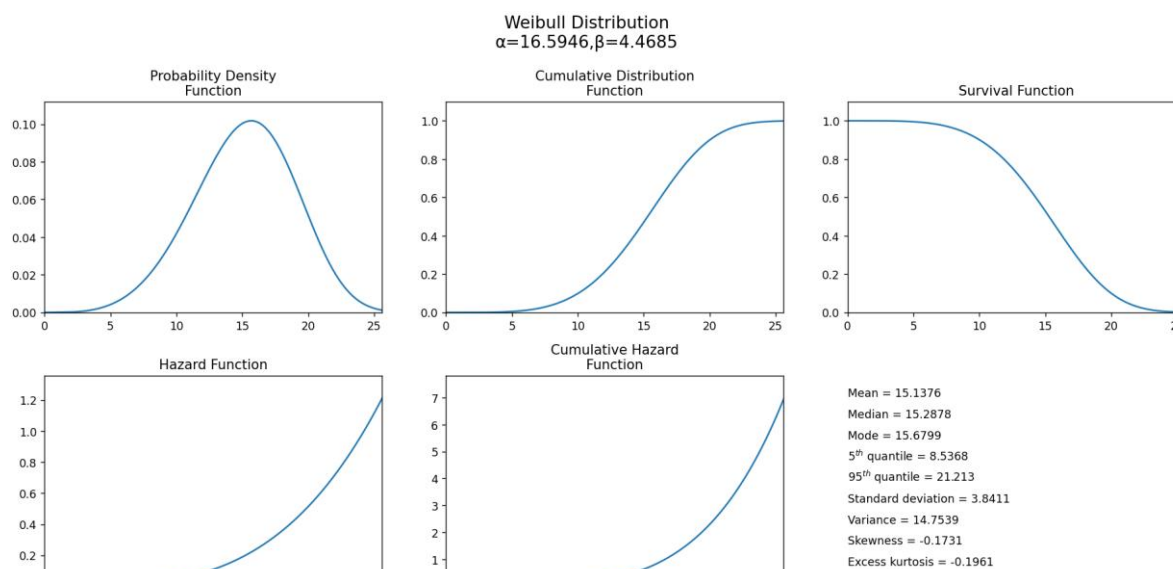 Weibull Distribution
α=16.5946,β=4.4685
Probability Density
Function
0.10
0.08
0.06
0.04
0.02
0.00
0 5 10 15 20 25
Cumulative Distribution
Function
1.0
0.8
0.6
0.4
0.2
0.0
0 5 10 15 20 25
Survival Function
1.0
0.8
0.6
0.4
0.2
0.0
0 5 10 15 20
Hazard Function
1.2
1.0
0.8
0.6
0.4
0.2
Cumulative Hazard
Function
7
6
5
4
3
2
1
Mean = 15.1376
Median = 15.2878
Mode = 15.6799
5th quantile = 8.5368
95th quantile = 21.213
Standard deviation = 3.8411
Variance = 14.7539
Skewness = -0.1731
Excess kurtosis = -0.1961